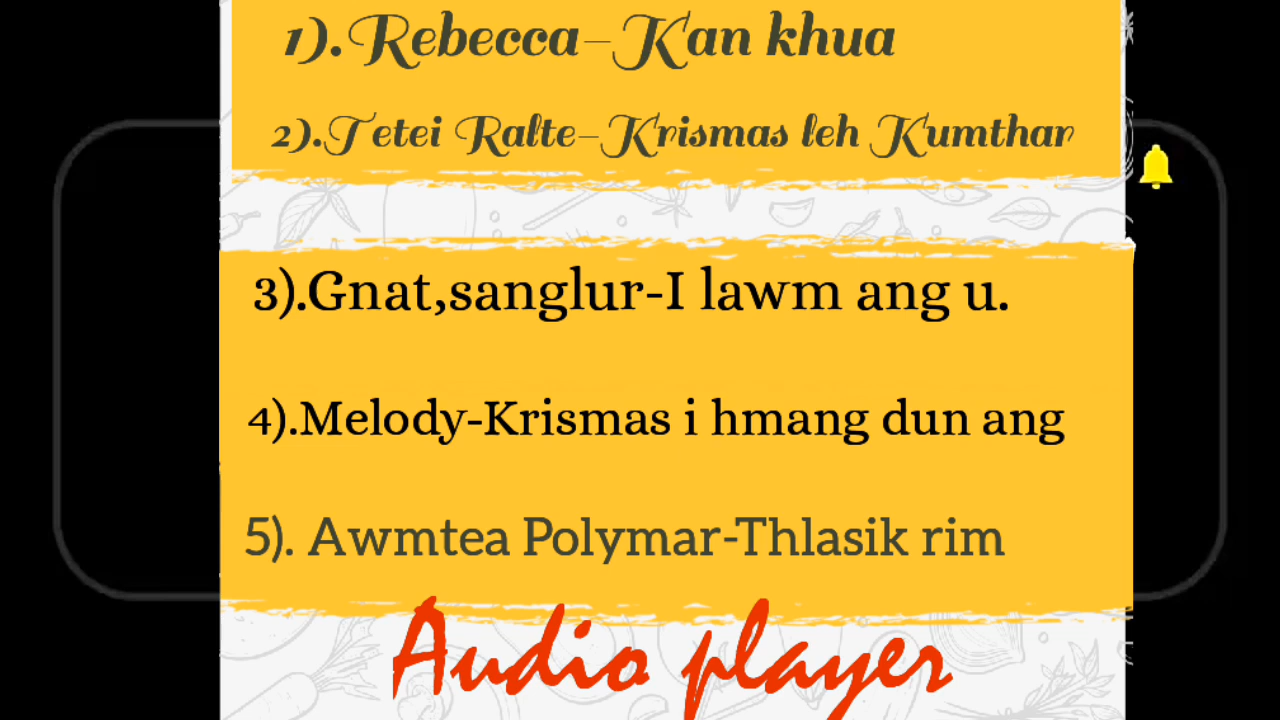 1).Rebecca-Kan khua
2).Tetei Ralte-Krismas leh Kumthar
3).Gnat,sanglur-I lawm ang u.
4).Melody-Krismas i hmang dun ang
5). Awmtea Polymar-Thlasik rim
Audio player